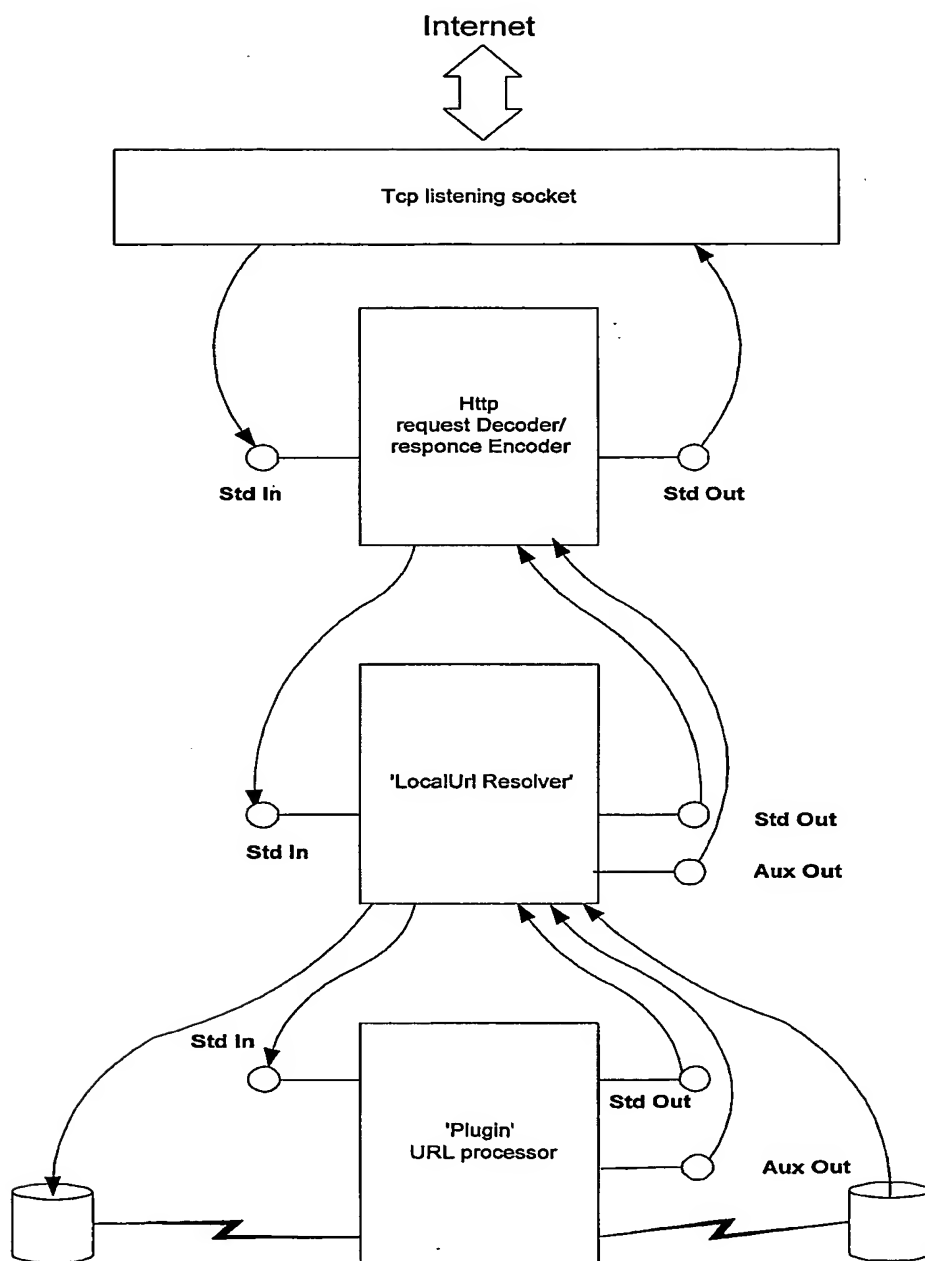 Internet
Tcp listening socket
Http
request Decoder/
responce Encoder
Std In
Std Out
'LocalUrl Resolver'
Std In
Std Out
Aux Out
Std In
'Plugin'
URL processor
Std Out
Aux Out